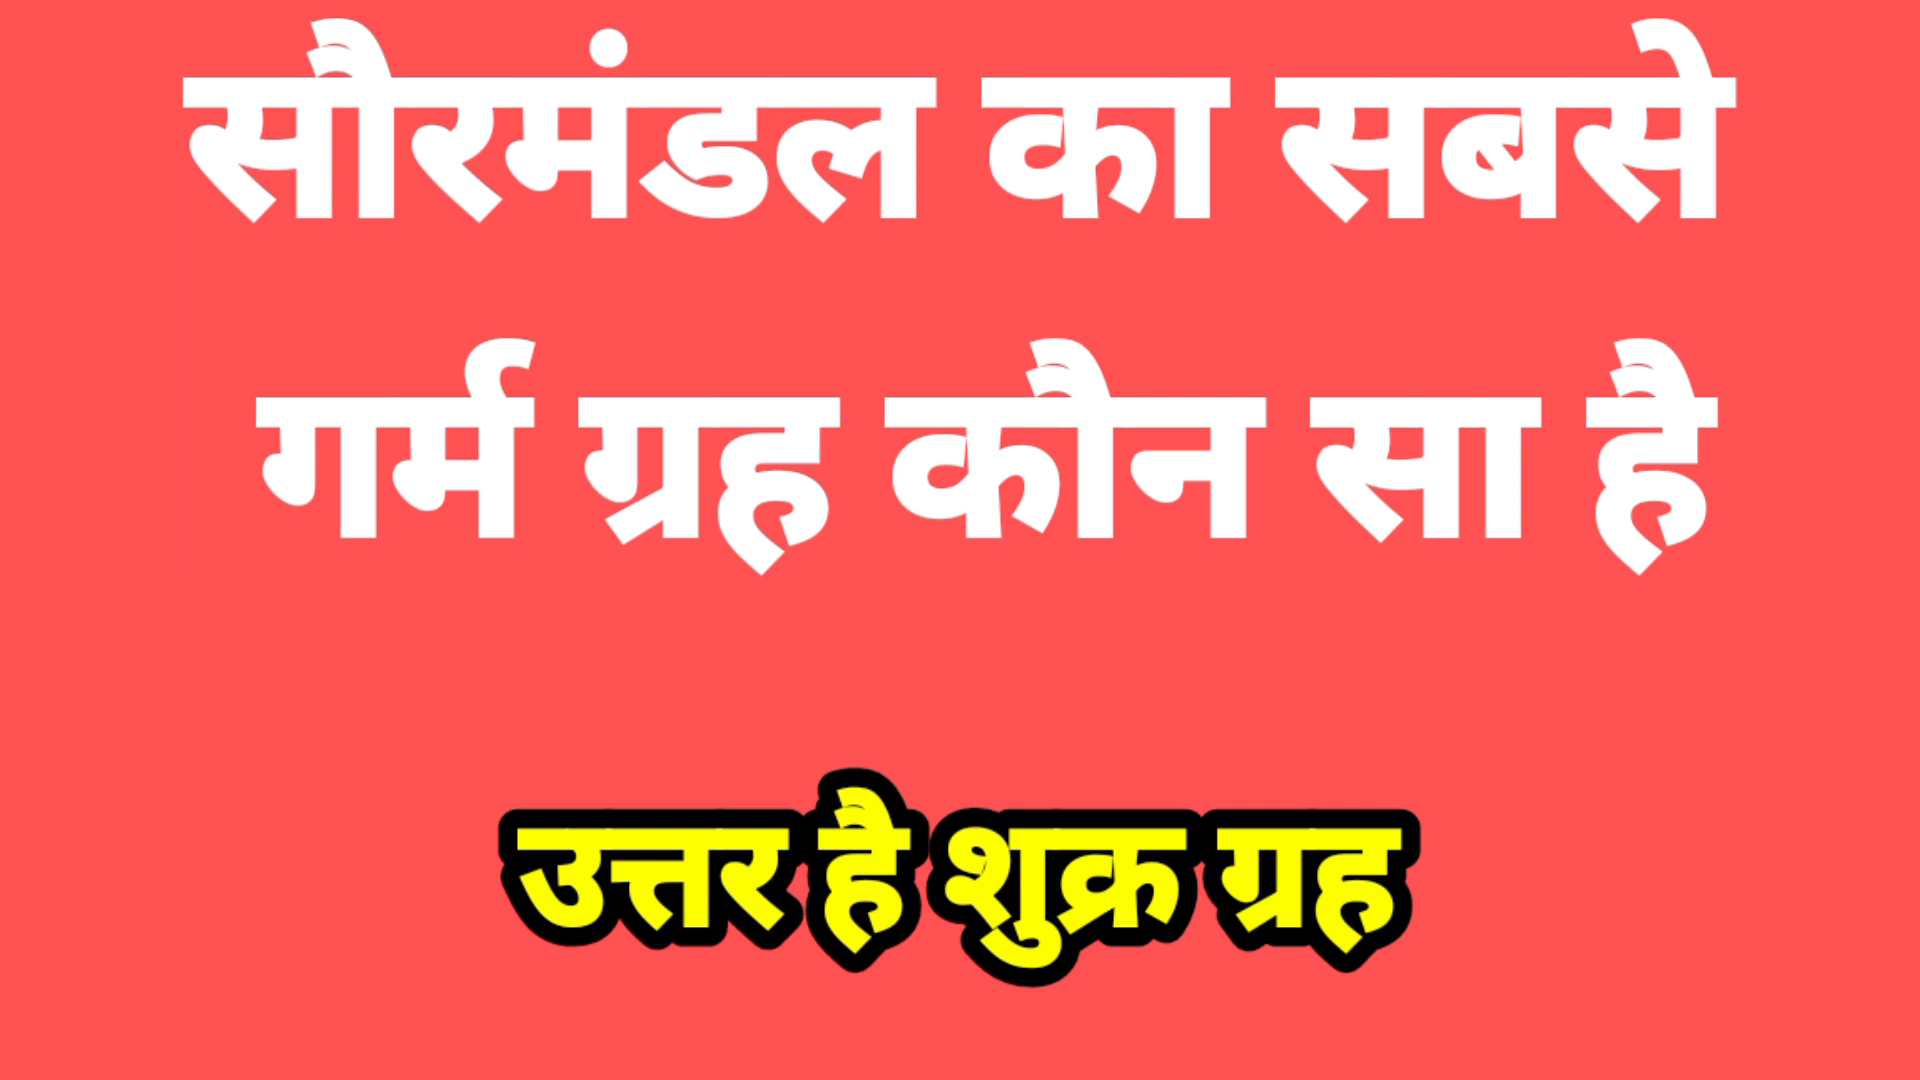 सौरमंडल का सबसे
गर्म ग्रह कौन सा है
उत्तर है शुक्र ग्रह